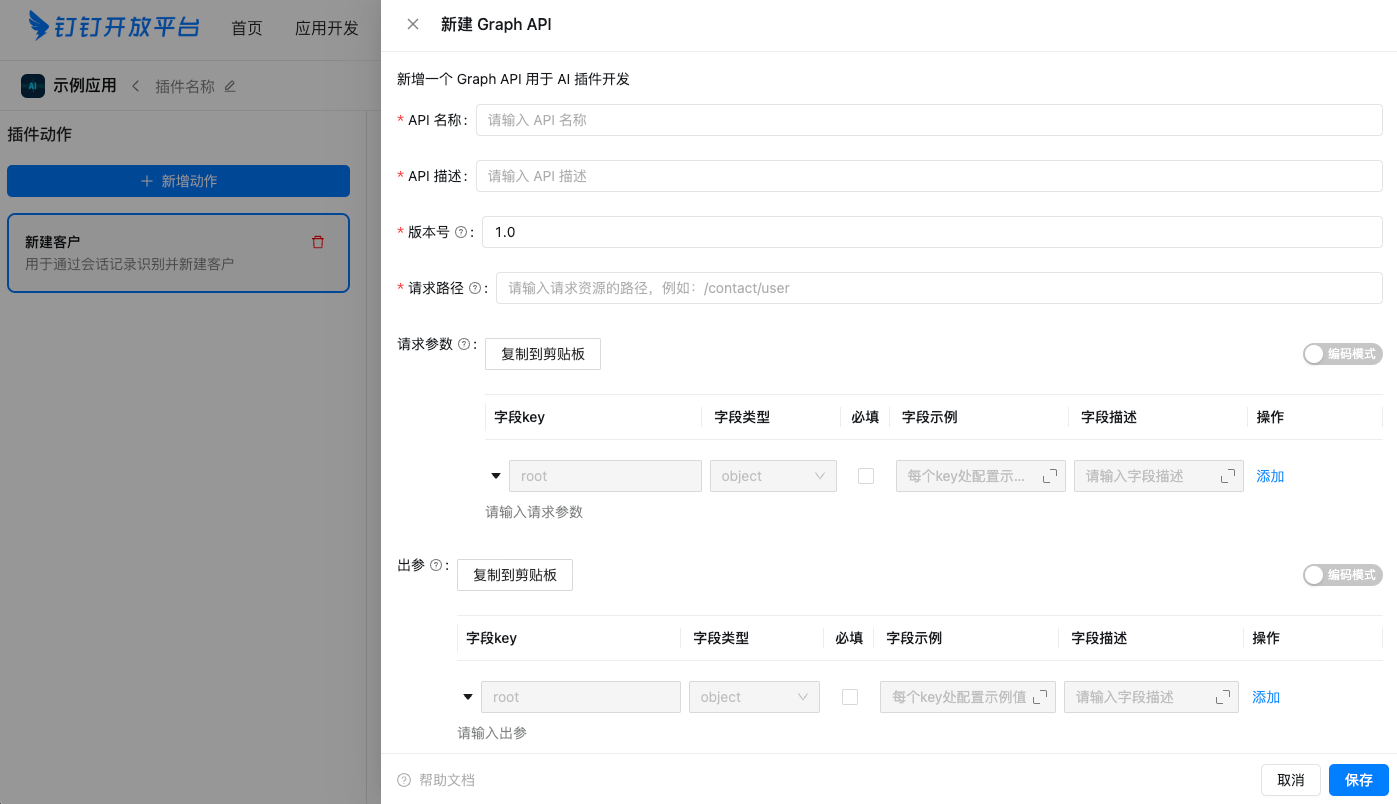 钉钉开放平台 首页 应用开发
AI 示例应用 插件名称
插件动作
新增动作
新建客户
用于通过会话记录识别并新建客户
新建 Graph API
新增一个 Graph API 用于 AI 插件开发
* API 名称: 请输入 API 名称
* API 描述: 请输入 API 描述
* 版本号 ? : 1.0
* 请求路径 ? : 请输入请求资源的路径，例如：/contact/user
请求参数 ? : 复制到剪贴板 编码模式
字段key 字段类型 必填 字段示例 字段描述 操作
root object 每个key处配置示... 请输入字段描述 添加
请输入请求参数
出参 ? : 复制到剪贴板 编码模式
字段key 字段类型 必填 字段示例 字段描述 操作
root object 每个key处配置示例值 请输入字段描述 添加
请输入出参
? 帮助文档 取消 保存